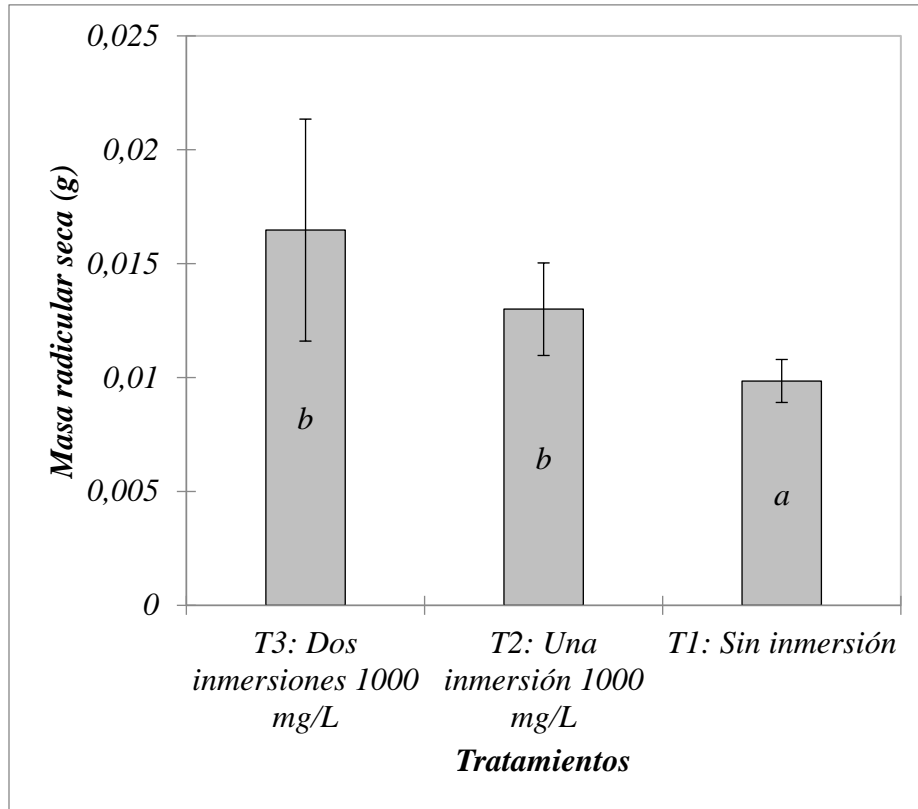 0,025
0,02
0,015
0,01
0,005
0
Masa radicular seca (g)
b
b
a
T3: Dos
inmersiones 1000
mg/L
T2: Una
inmersión 1000
mg/L
T1: Sin inmersión
Tratamientos